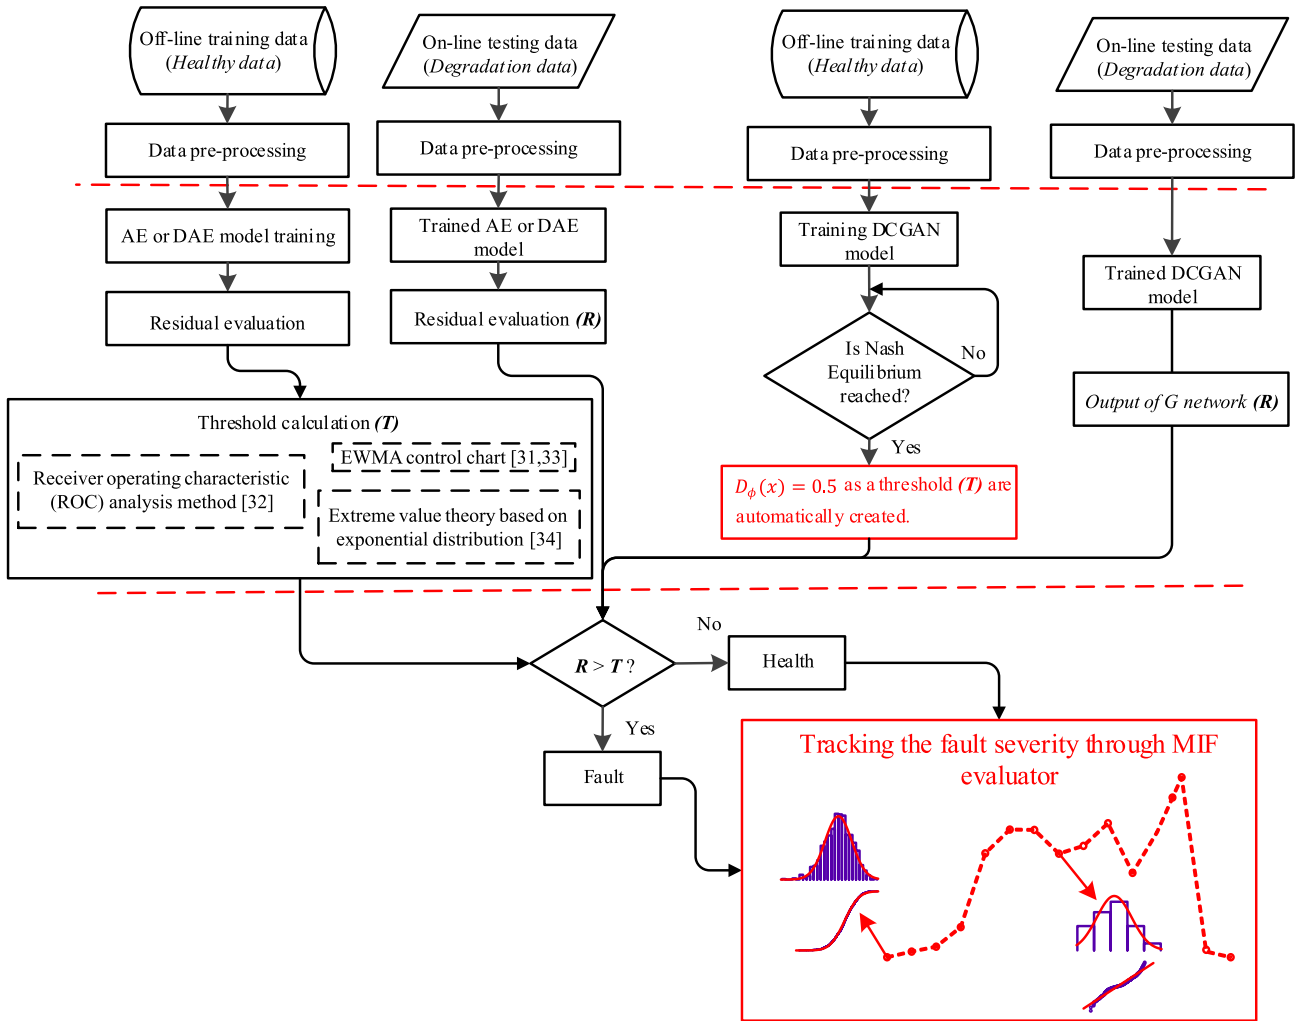 Off-line training data
(Healthy data)
On-line testing data
(Degradation data)
Off-line training data
(Healthy data)
On-line testing data
(Degradation data)
Data pre-processing
Data pre-processing
Data pre-processing
Data pre-processing
AE or DAE model training
Trained AE or DAE
model
Training DCGAN
model
Trained DCGAN
model
Residual evaluation
Residual evaluation (R)
Is Nash
Equilibrium
reached?
No
Yes
Output of G network (R)
Threshold calculation (T)
Receiver operating characteristic
(ROC) analysis method [32]
EWMA control chart [31,33]
Extreme value theory based on
exponential distribution [34]
D_ϕ(x) = 0.5 as a threshold (T) are
automatically created.
R > T ?
No
Health
Yes
Fault
Tracking the fault severity through MIF
evaluator